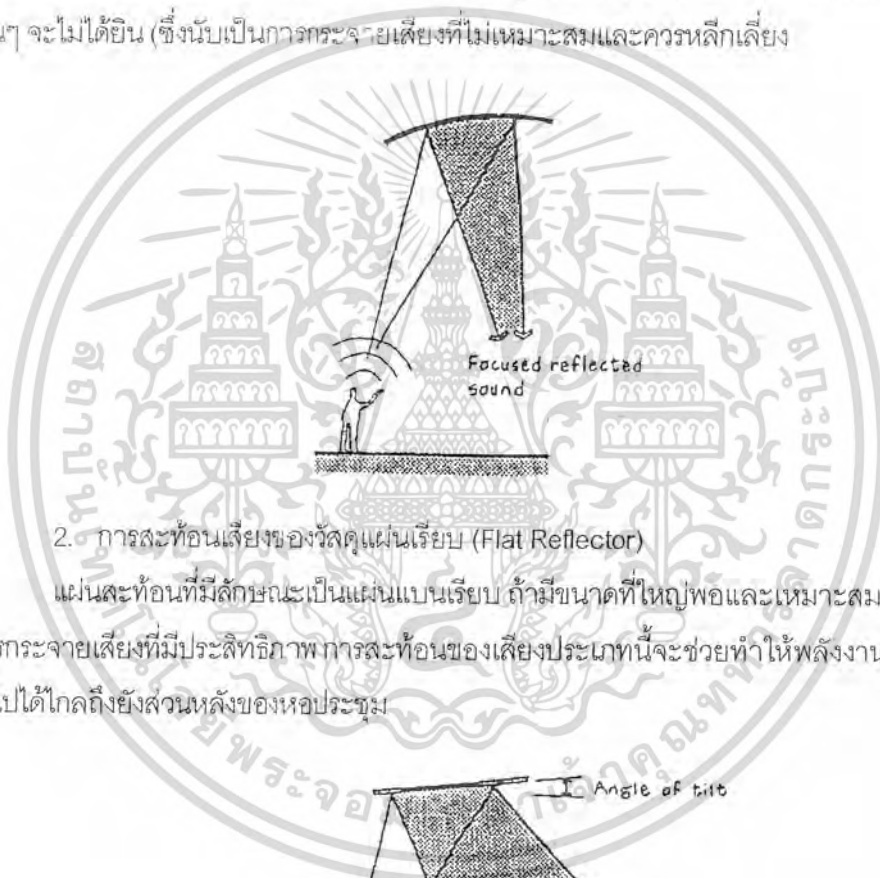 นๆ จะไม่ได้ยิน (ซึ่งนับเป็นการกระจายเสียงที่ไม่เหมาะสมและควรหลีกเลี่ยง
Focused reflected
sound
2. การสะท้อนเสียงของวัสดุแผ่นเรียบ (Flat Reflector)
แผ่นสะท้อนที่มีลักษณะเป็นแผ่นแบนเรียบ ถ้ามีขนาดที่ใหญ่พอและเหมาะสม
รกระจายเสียงที่มีประสิทธิภาพ การสะท้อนของเสียงประเภทนี้จะช่วยทำให้พลังงาน
ปได้ไกลถึงยังส่วนหลังของหอประชุม
Angle of tilt